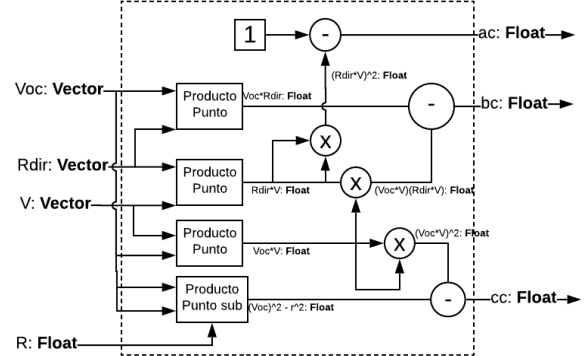 1
-
ac: Float
(Rdir*V)^2: Float
Voc: Vector
Producto
Punto
Voc*Rdir: Float
-
bc: Float
X
Rdir: Vector
Producto
Punto
Rdir*V: Float
X
(Voc*V)(Rdir*V): Float
V: Vector
Producto
Punto
Voc*V: Float
X
(Voc*V)^2: Float
Producto
Punto sub
(Voc)^2 - r^2: Float
-
cc: Float
R: Float